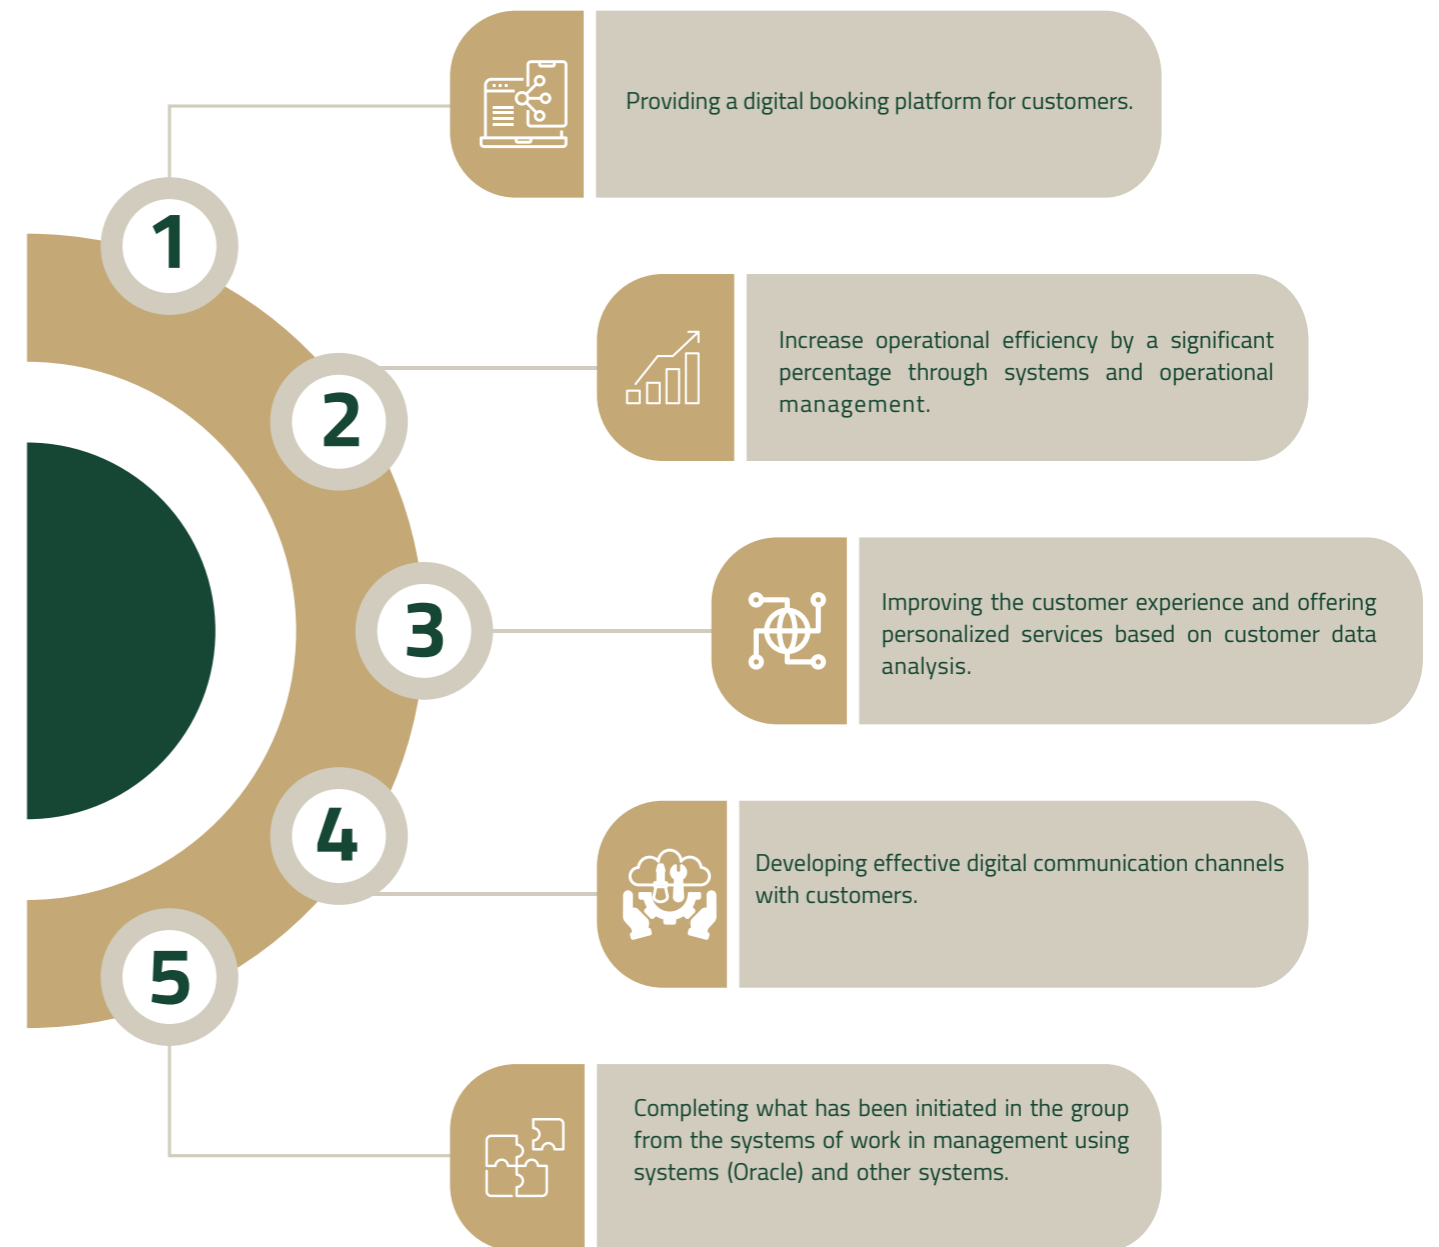 1
Providing a digital booking platform for customers.
2
Increase operational efficiency by a significant
percentage through systems and operational
management.
3
Improving the customer experience and offering
personalized services based on customer data
analysis.
4
Developing effective digital communication channels
with customers.
5
Completing what has been initiated in the group
from the systems of work in management using
systems (Oracle) and other systems.